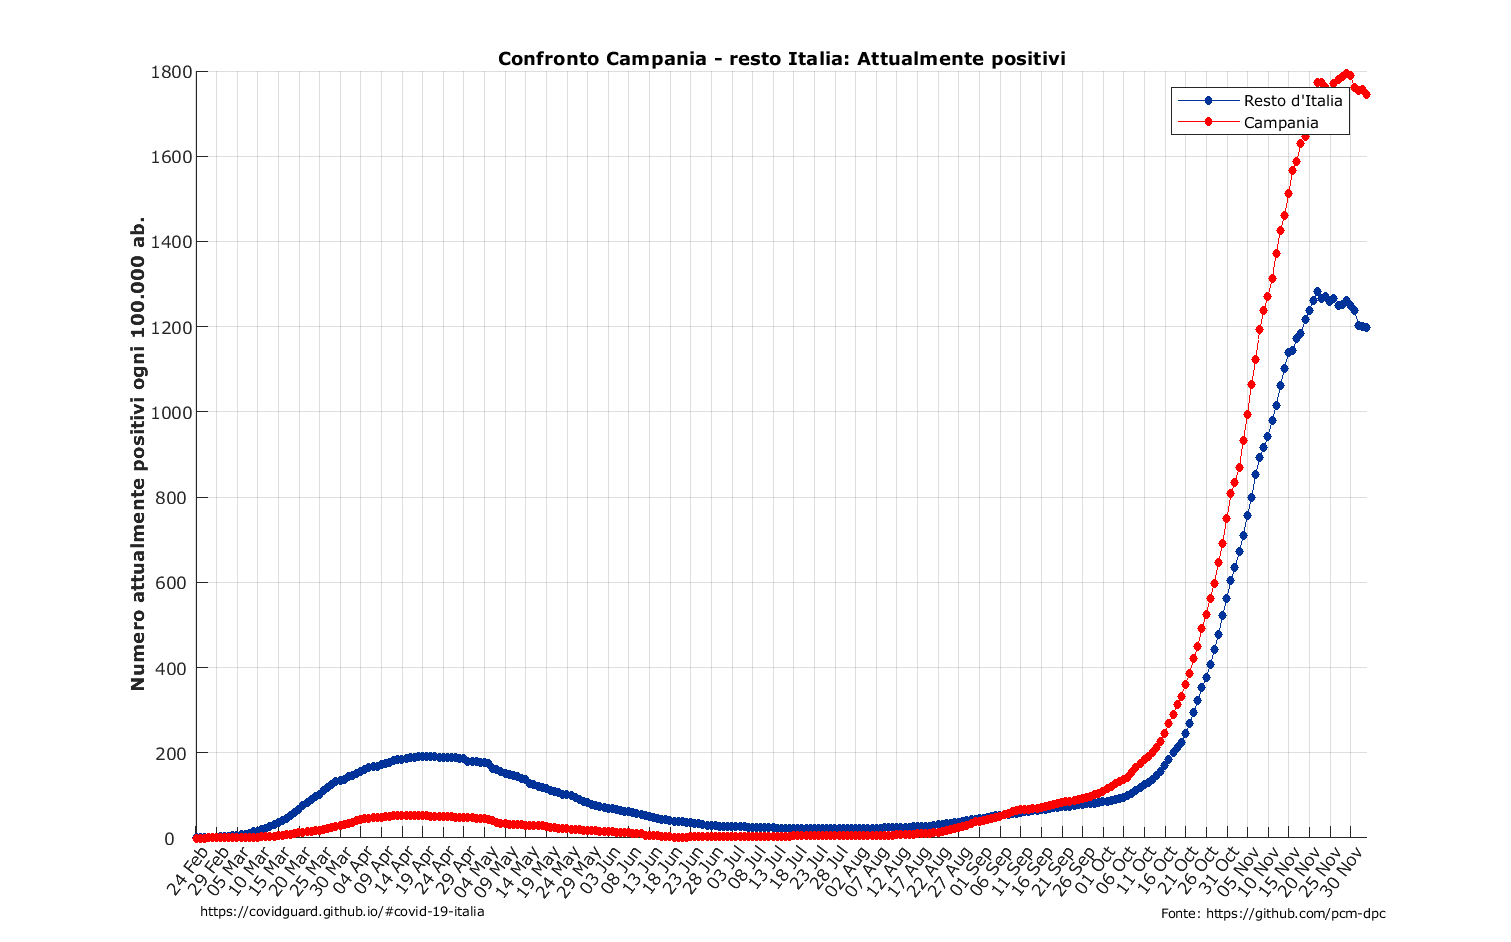 Confronto Campania - resto Italia: Attualmente positivi
Numero attualmente positivi ogni 100.000 ab.
1800
1600
1400
1200
1000
800
600
400
200
0
Resto d'Italia
Campania
24 Feb
29 Feb
05 Mar
10 Mar
15 Mar
20 Mar
25 Mar
30 Mar
04 Apr
09 Apr
14 Apr
19 Apr
24 Apr
29 Apr
04 May
09 May
14 May
19 May
24 May
29 May
03 Jun
08 Jun
13 Jun
18 Jun
23 Jun
28 Jun
03 Jul
08 Jul
13 Jul
18 Jul
23 Jul
28 Jul
02 Aug
07 Aug
12 Aug
17 Aug
22 Aug
27 Aug
01 Sep
06 Sep
11 Sep
16 Sep
21 Sep
26 Sep
01 Oct
06 Oct
11 Oct
16 Oct
21 Oct
26 Oct
31 Oct
05 Nov
10 Nov
15 Nov
20 Nov
25 Nov
30 Nov
https://covidguard.github.io/#covid-19-italia
Fonte: https://github.com/pcm-dpc